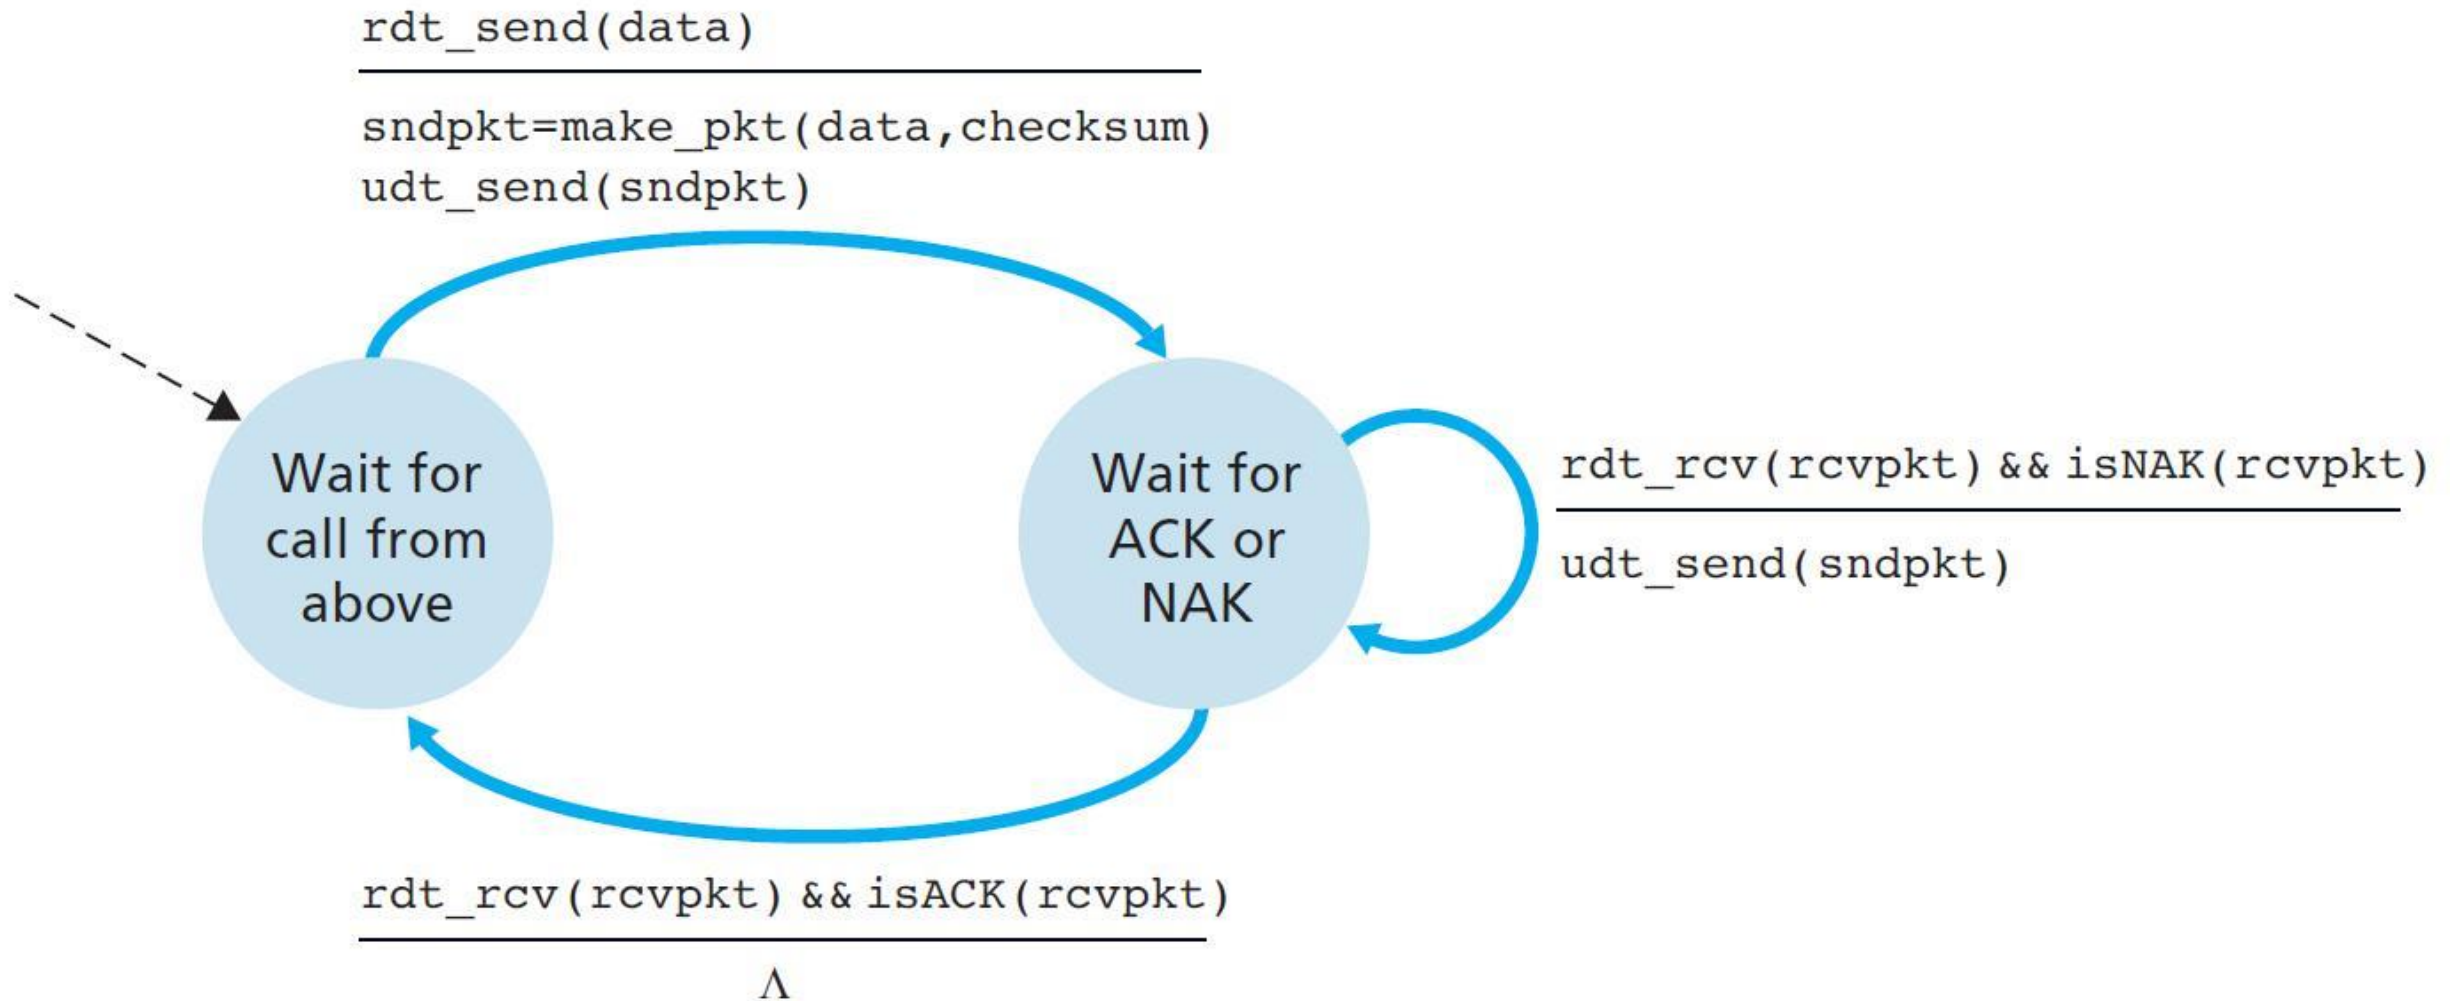 rdt_send(data)
sndpkt=make_pkt(data,checksum)
udt_send(sndpkt)
Wait for
call from
above
Wait for
ACK or
NAK
rdt_rcv(rcvpkt) && isNAK(rcvpkt)
udt_send(sndpkt)
rdt_rcv(rcvpkt) && isACK(rcvpkt)
Λ